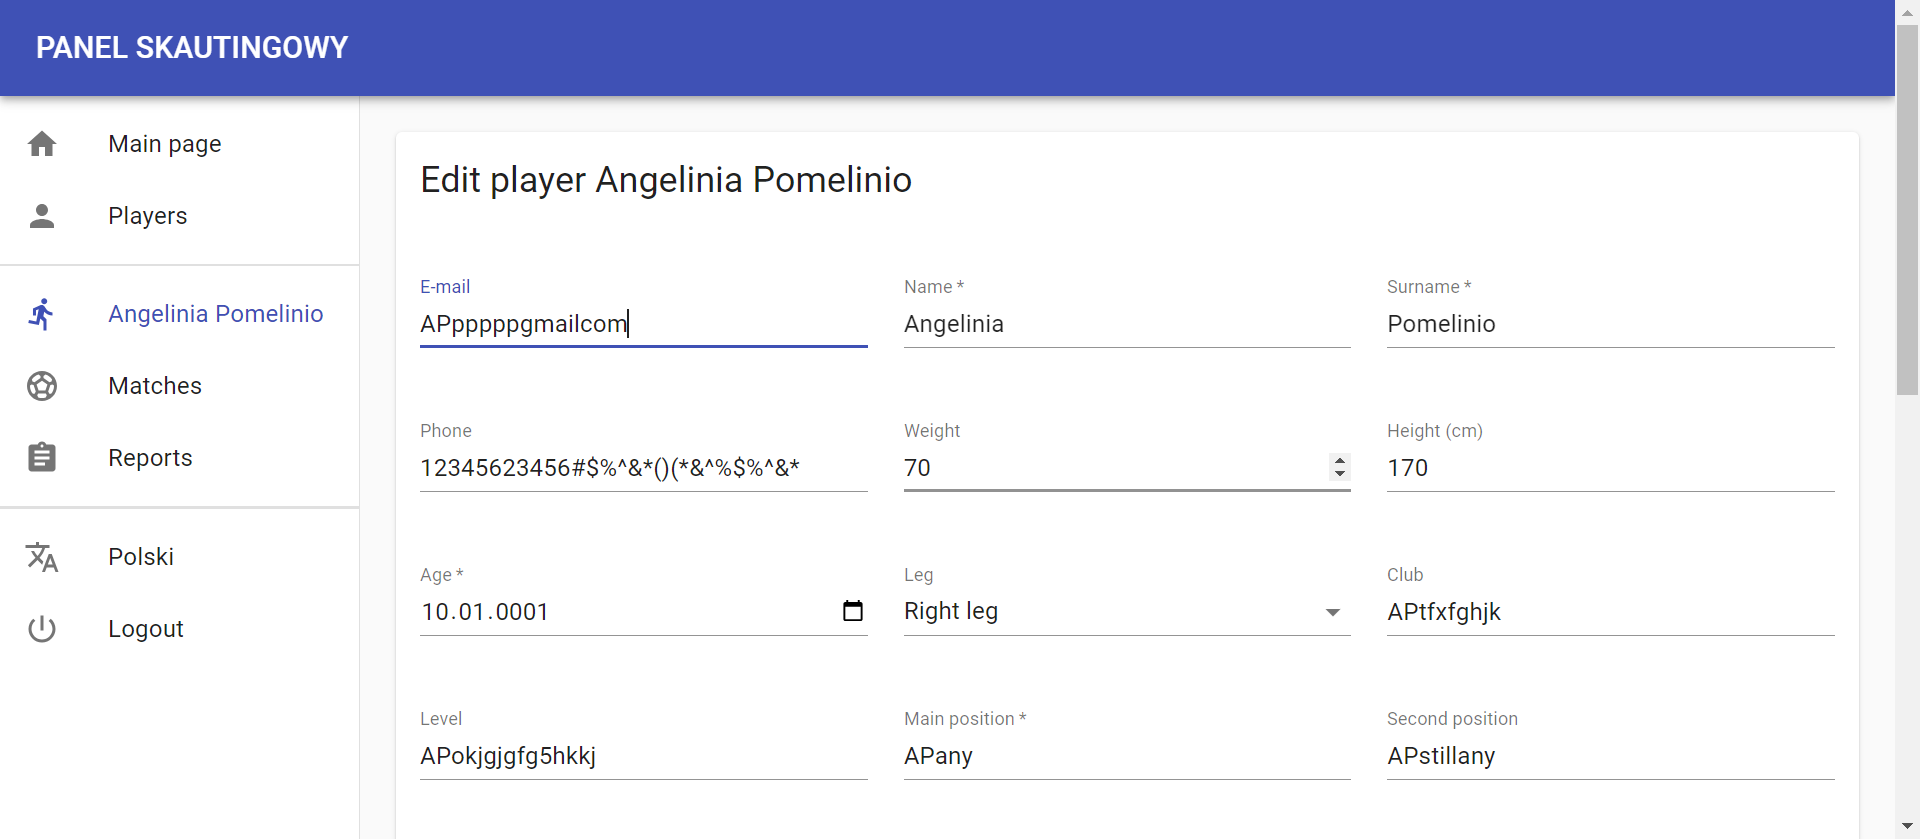 PANEL SKAUTINGOWY
Main page
Players
Angelinia Pomelinio
Matches
Reports
Polski
Logout
Edit player Angelinia Pomelinio
E-mail
APppppppgmailcom
Name *
Angelinia
Surname *
Pomelinio
Phone
12345623456#$%^&*()(*&^%$%^&*
Weight
70
Height (cm)
170
Age *
10.01.0001
Leg
Right leg
Club
APtfxfghjk
Level
APokjgjgfg5hkkj
Main position *
APany
Second position
APstillany